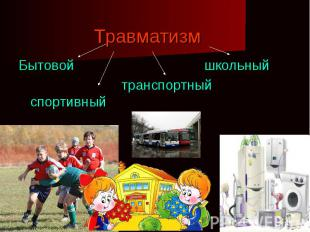 Травматизм
Бытовой школьный
транспортный
спортивный